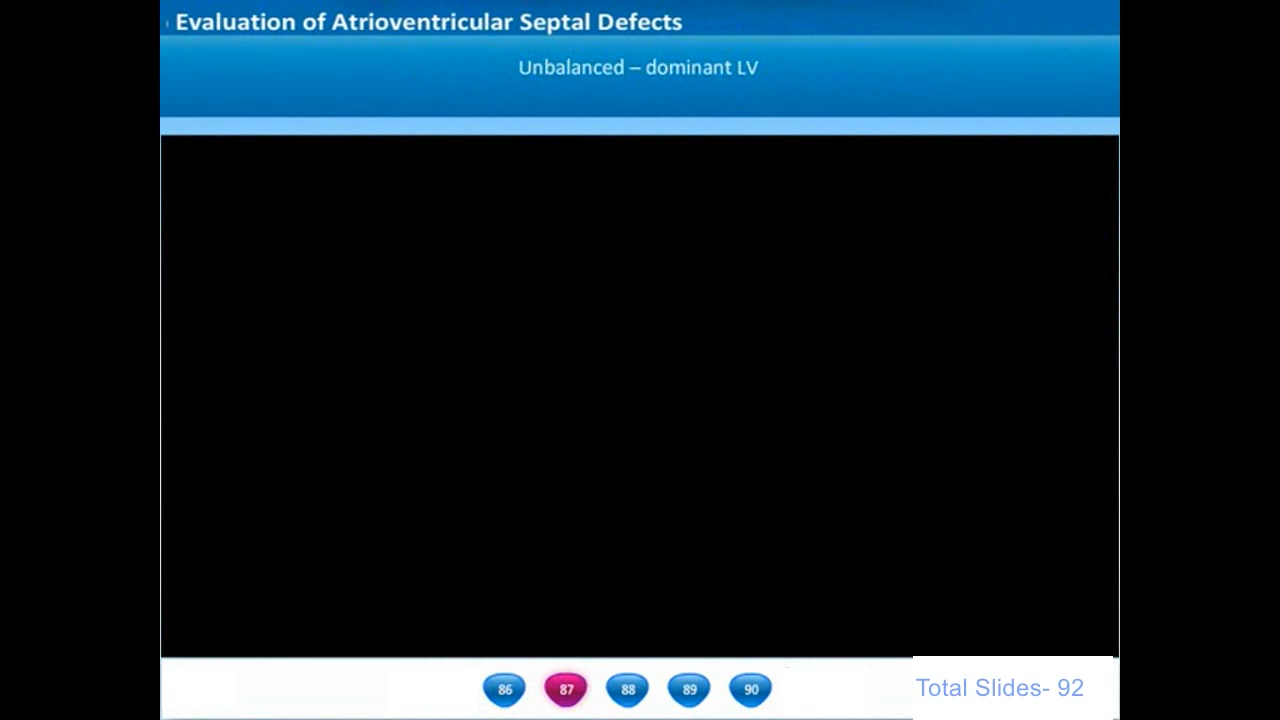 Evaluation of Atrioventricular Septal Defects
Unbalanced – dominant LV
86 87 88 89 90
Total Slides- 92